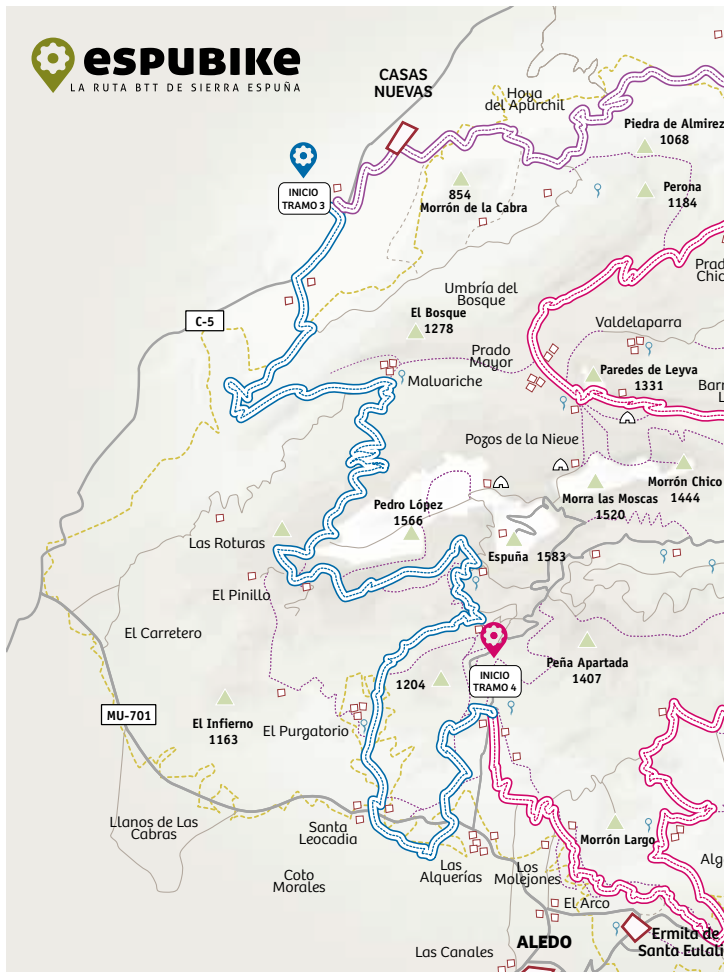 espubike
LA RUTA BTT DE SIERRA ESPUÑA
CASAS
NUEVAS
Hoya
del Apurchil
Piedra de Almirez
1068
INICIO
TRAMO 3
854
Morrón de la Cabra
Perona
1184
Umbría del
Bosque
C-5
El Bosque
1278
Valdelaparra
Prado
Mayor
Maluariche
Paredes de Leyva
1331
Pozos de la Nieve
Morrón Chico
1444
Morra las Moscas
1520
Pedro López
1566
Las Roturas
Espuña 1583
El Pinillo
El Carretero
Peña Apartada
1407
INICIO
TRAMO 4
1204
MU-701
El Infierno
1163
El Purgatorio
Llanos de Las
Cabras
Santa
Leocadia
Morrón Largo
Coto
Morales
Las
Alquerías
Los
Molejones
El Arco
Ermita de
Santa Eulali
ALEDO
Las Canales